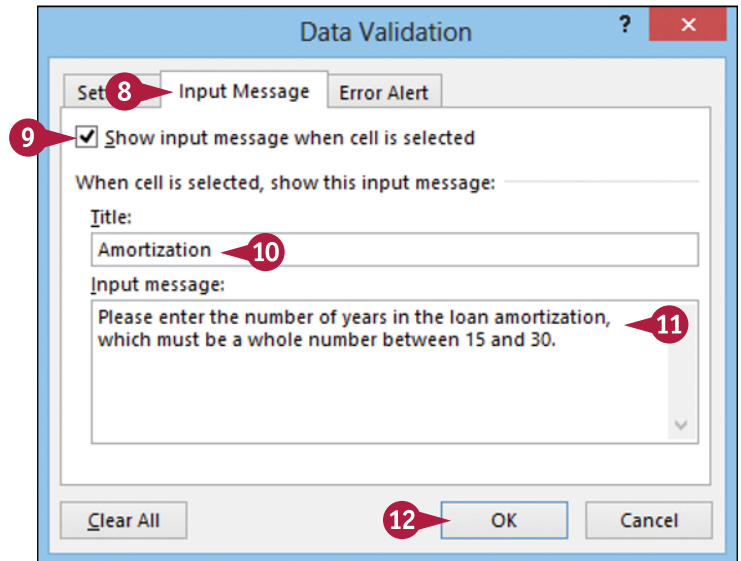 Data Validation ? ×
Set 8 Input Message Error Alert
9 Show input message when cell is selected
When cell is selected, show this input message:
Title:
Amortization 10
Input message:
Please enter the number of years in the loan amortization, 11
which must be a whole number between 15 and 30.
Clear All 12 OK Cancel